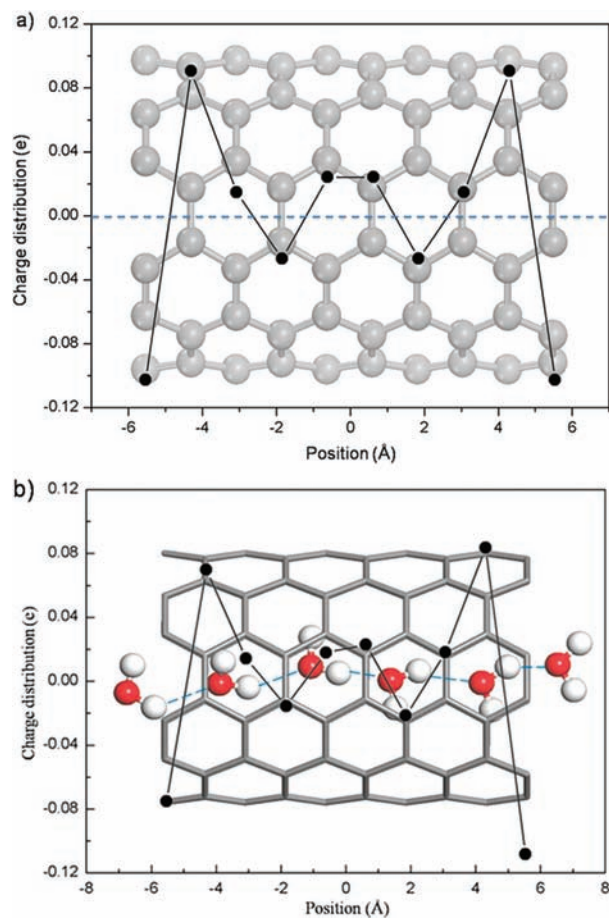 a)
0.12
0.08
0.04
0.00
-0.04
-0.08
-0.12
Charge distribution (e)
-6 -4 -2 0 2 4 6
Position (Å)
b)
0.12
0.08
0.04
0.00
-0.04
-0.08
-0.12
Charge distribution (e)
-8 -6 -4 -2 0 2 4 6 8
Position (Å)